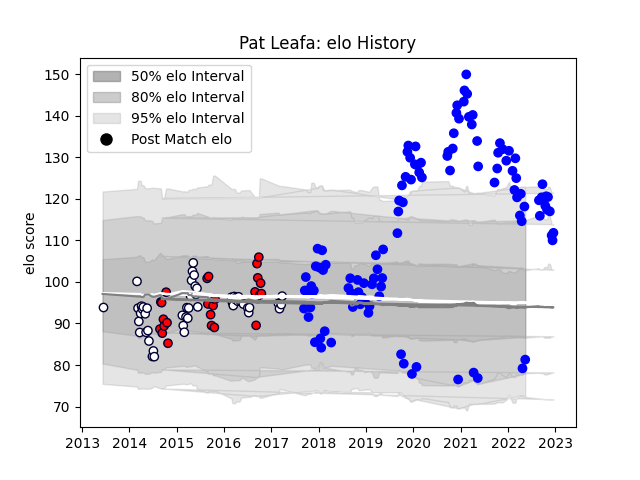 Pat Leafa: elo History
50% elo Interval
80% elo Interval
95% elo Interval
Post Match elo
elo score
150
140
130
120
110
100
90
80
70
2013 2014 2015 2016 2017 2018 2019 2020 2021 2022 2023